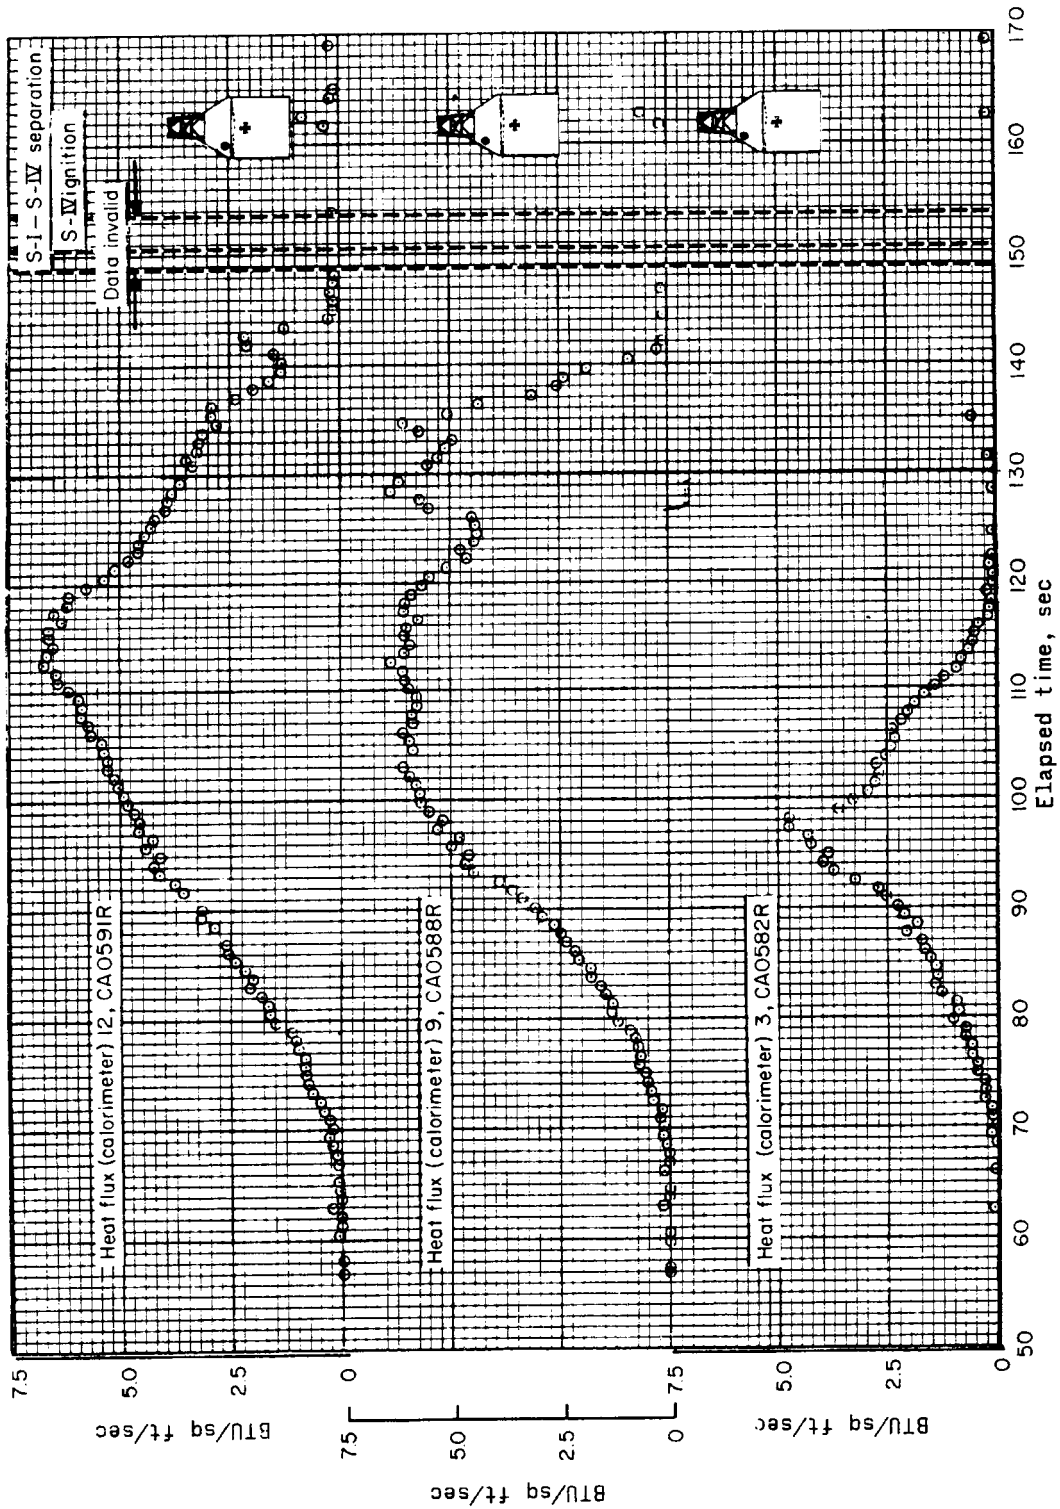 S-I – S-IV separation
S-IV ignition
Data invalid
Heat flux (calorimeter) 12, CA0591R
Heat flux (calorimeter) 9, CA0588R
Heat flux (calorimeter) 3, CA0582R
7.5
5.0
2.5
0
BTU/sq ft/sec
7.5
5.0
2.5
0
BTU/sq ft/sec
7.5
5.0
2.5
0
BTU/sq ft/sec
50 60 70 80 90 100 110 120 130 140 150 160 170
Elapsed time, sec